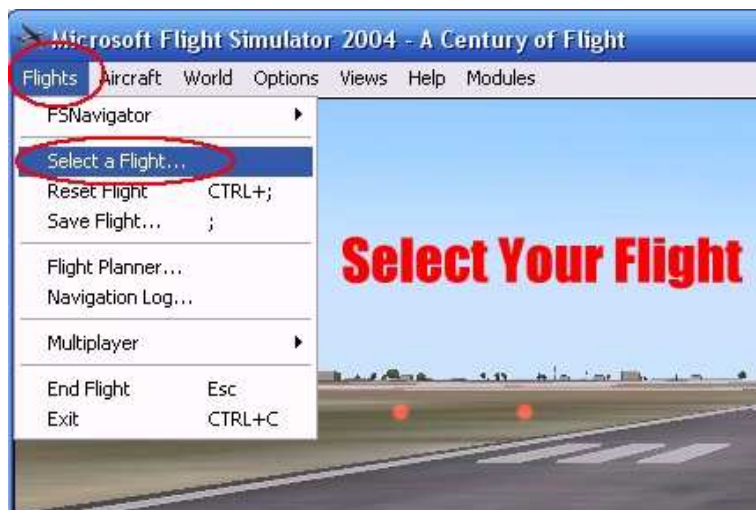 Microsoft Flight Simulator 2004 - A Century of Flight
Flights Aircraft World Options Views Help Modules
FSNavigator
Select a Flight...
Reset Flight CTRL+;
Save Flight... ;
Flight Planner...
Navigation Log...
Multiplayer
End Flight Esc
Exit CTRL+C
Select Your Flight